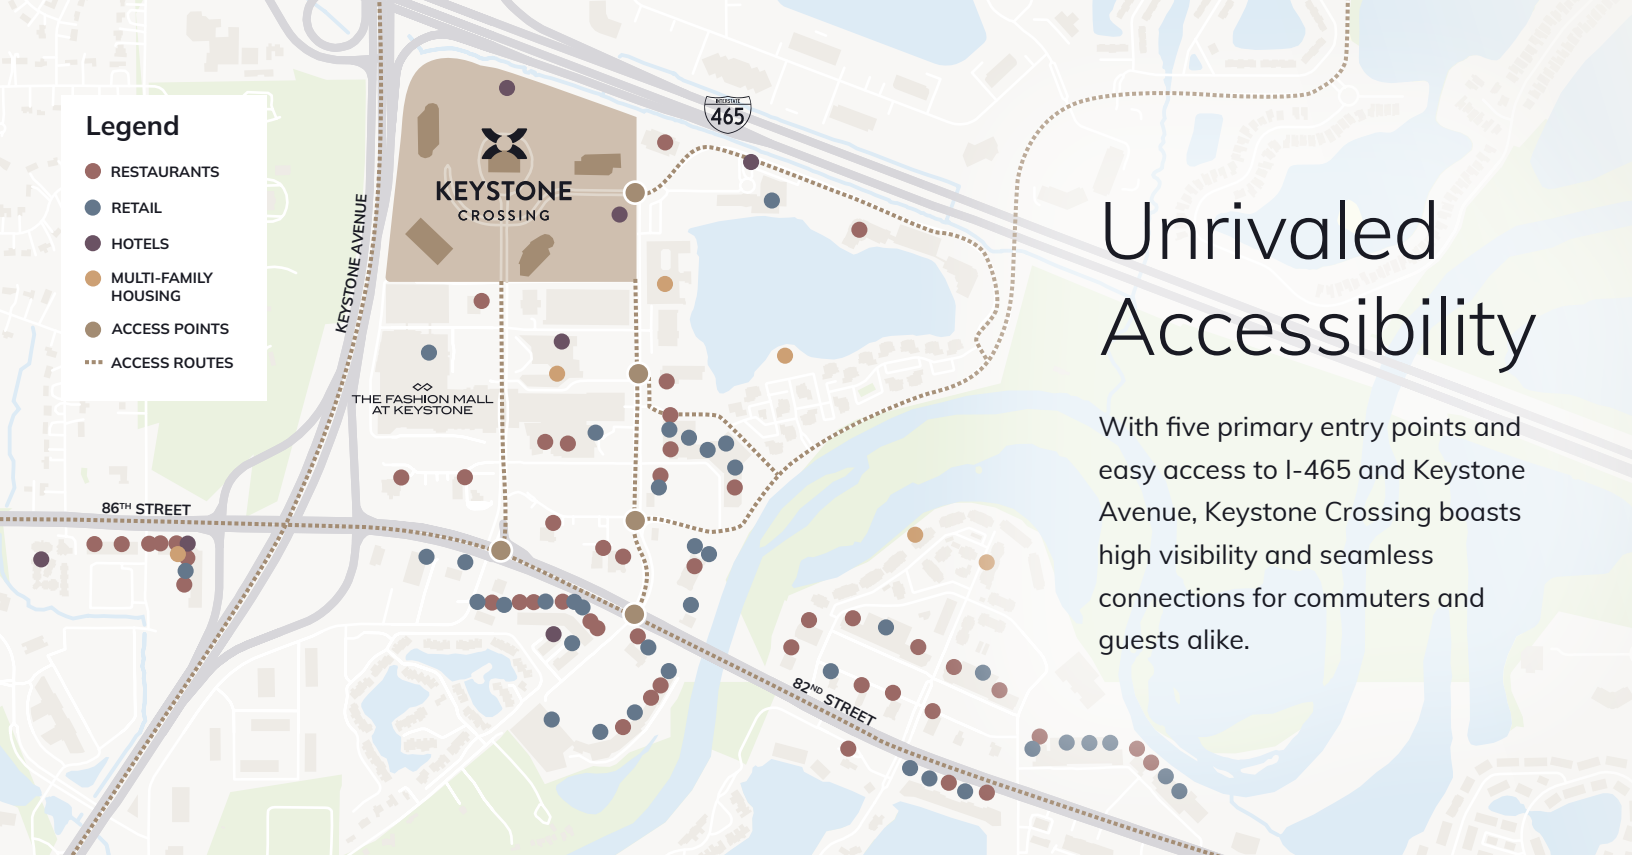 Legend
RESTAURANTS
RETAIL
HOTELS
MULTI-FAMILY
HOUSING
ACCESS POINTS
ACCESS ROUTES
KEYSTONE AVENUE
KEYSTONE
CROSSING
INTERSTATE
465
THE FASHION MALL
AT KEYSTONE
86TH STREET
82ND STREET
Unrivaled
Accessibility
With five primary entry points and
easy access to I-465 and Keystone
Avenue, Keystone Crossing boasts
high visibility and seamless
connections for commuters and
guests alike.